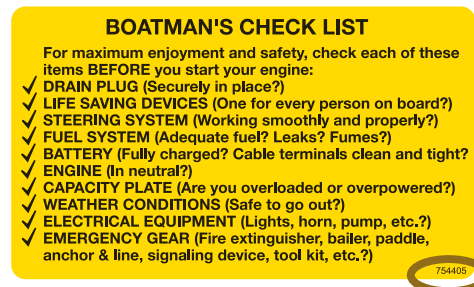 BOATMAN'S CHECK LIST
For maximum enjoyment and safety, check each of these
items BEFORE you start your engine:
DRAIN PLUG (Securely in place?)
LIFE SAVING DEVICES (One for every person on board?)
STEERING SYSTEM (Working smoothly and properly?)
FUEL SYSTEM (Adequate fuel? Leaks? Fumes?)
BATTERY (Fully charged? Cable terminals clean and tight?
ENGINE (In neutral?)
CAPACITY PLATE (Are you overloaded or overpowered?)
WEATHER CONDITIONS (Safe to go out?)
ELECTRICAL EQUIPMENT (Lights, horn, pump, etc.?)
EMERGENCY GEAR (Fire extinguisher, bailer, paddle,
anchor & line, signaling device, tool kit, etc.?)
754405